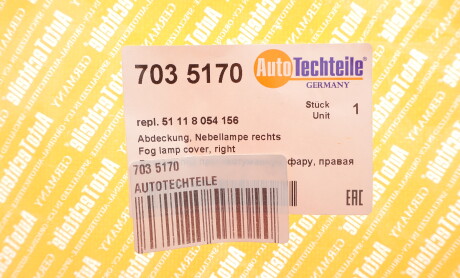 703 5170
AutoTechteile
GERMANY
Stück
Unit 1
repl. 51 11 8 054 156
Abdeckung, Nebellampe rechts
Fog lamp cover, right
фару, правая
703 5170
AUTOTECHTEILE
EAC